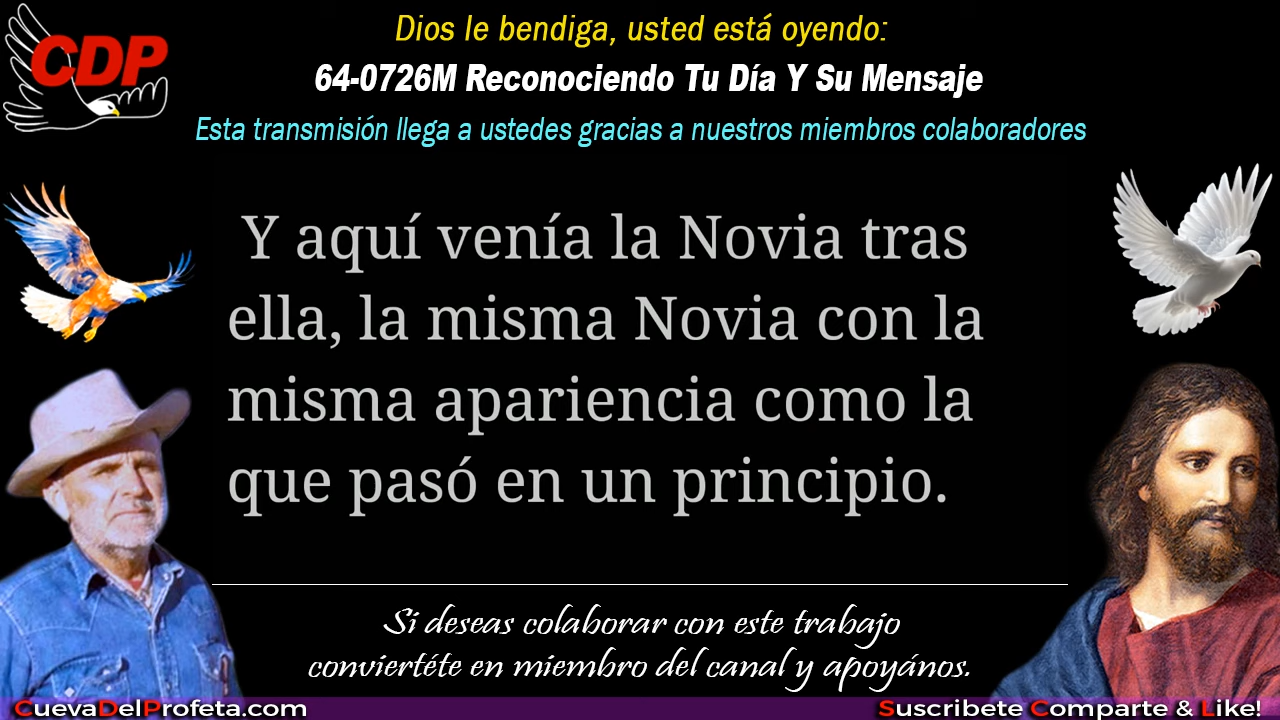 CDP
Dios le bendiga, usted está oyendo:
64-0726M Reconociendo Tu Día Y Su Mensaje
Esta transmisión llega a ustedes gracias a nuestros miembros colaboradores
Y aquí venía la Novia tras
ella, la misma Novia con la
misma apariencia como la
que pasó en un principio.
Si deseas colaborar con este trabajo
conviertéte en miembro del canal y apoyános.
CuevaDelProfeta.com
Suscribete Comparte & Like!